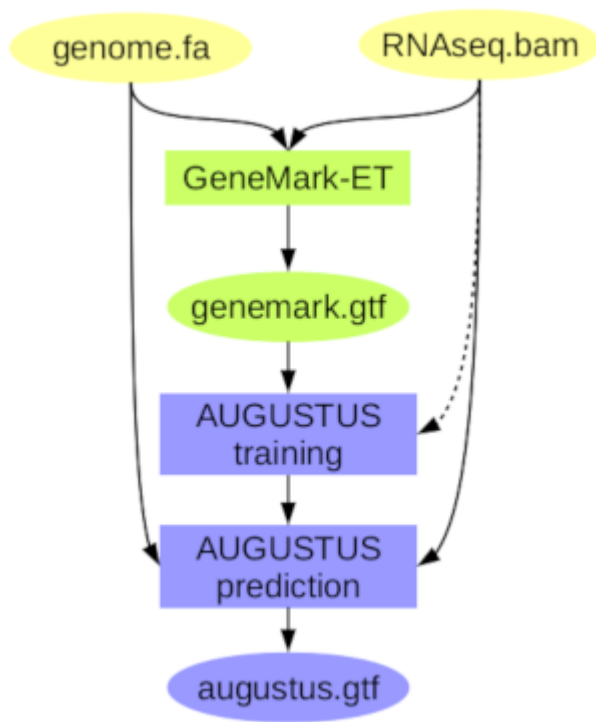 genome.fa
RNAseq.bam
GeneMark-ET
genemark.gtf
AUGUSTUS
training
AUGUSTUS
prediction
augustus.gtf